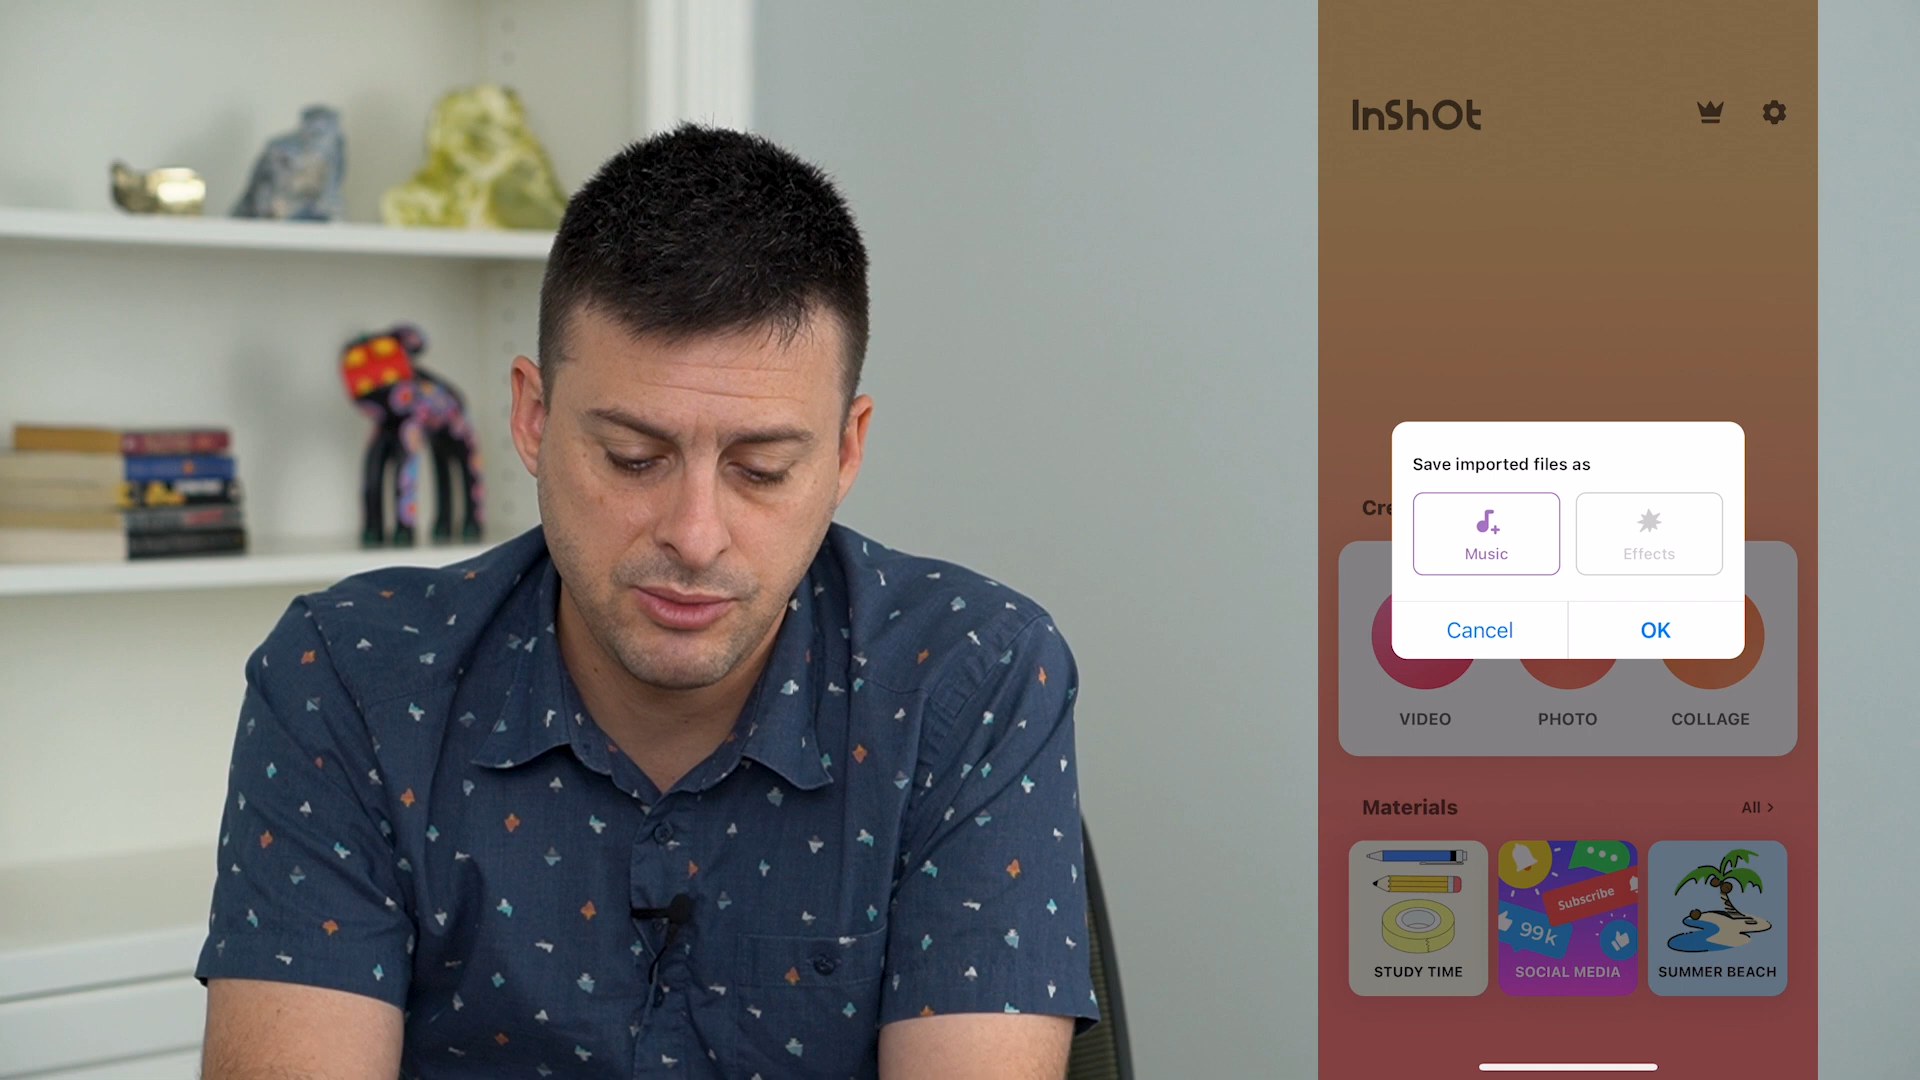 InShOt
Save imported files as
Cre
Music
Effects
Cancel
OK
VIDEO
PHOTO
COLLAGE
Materials
All >
Subscribe
99k
STUDY TIME
SOCIAL MEDIA
SUMMER BEACH